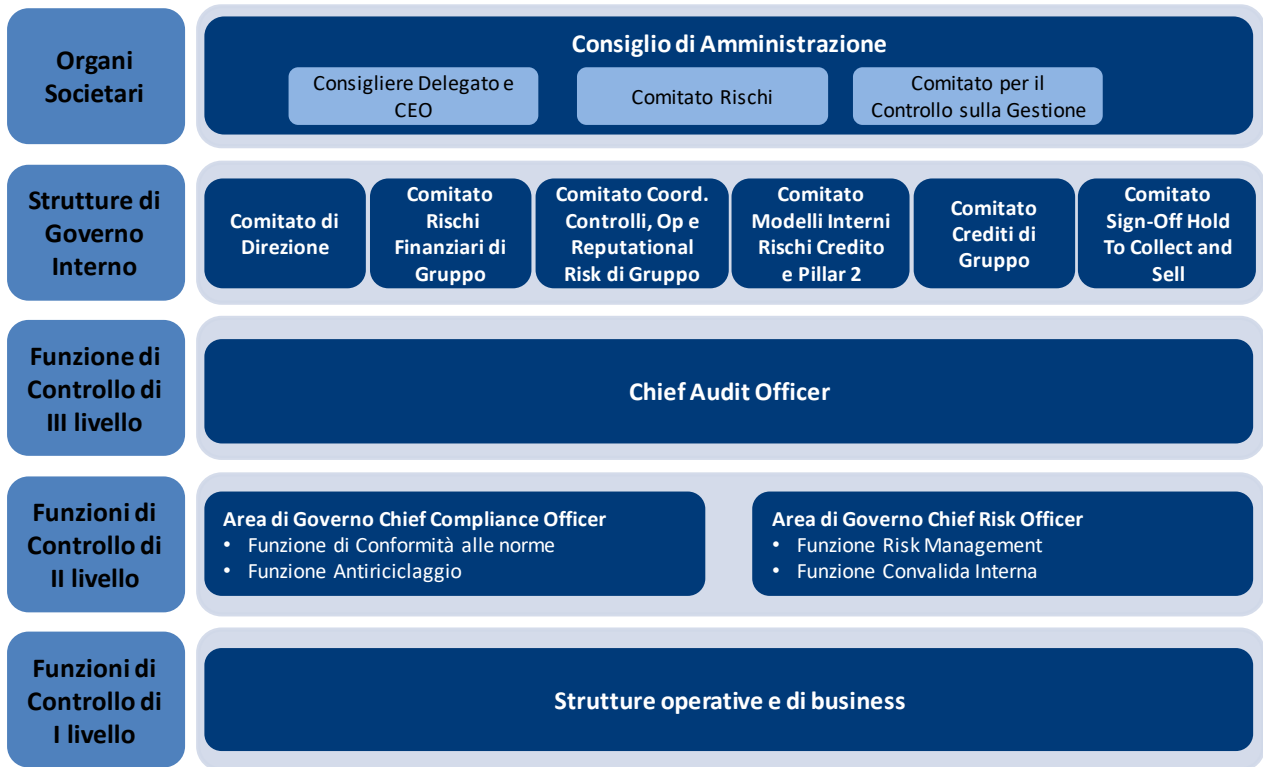 Organi
Societari
Consiglio di Amministrazione
Consigliere Delegato e
CEO
Comitato Rischi
Comitato per il
Controllo sulla Gestione
Strutture di
Governo
Interno
Comitato di
Direzione
Comitato
Rischi
Finanziari di
Gruppo
Comitato Coord.
Controlli, Op e
Reputational
Risk di Gruppo
Comitato
Modelli Interni
Rischi Credito
e Pillar 2
Comitato
Crediti di
Gruppo
Comitato
Sign-Off Hold
To Collect and
Sell
Funzione di
Controllo di
III livello
Chief Audit Officer
Funzioni di
Controllo di
II livello
Area di Governo Chief Compliance Officer
• Funzione di Conformità alle norme
• Funzione Antiriciclaggio
Area di Governo Chief Risk Officer
• Funzione Risk Management
• Funzione Convalida Interna
Funzioni di
Controllo di
I livello
Strutture operative e di business